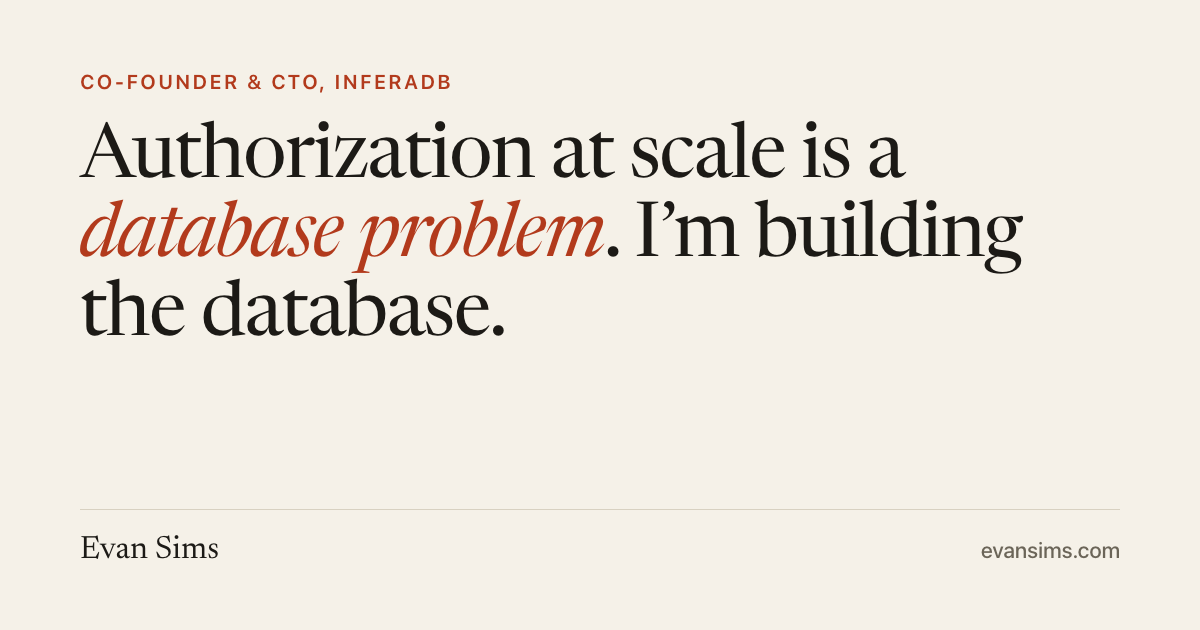 CO-FOUNDER & CTO, INFERADB
Authorization at scale is a
database problem. I’m building
the database.
Evan Sims
evansims.com